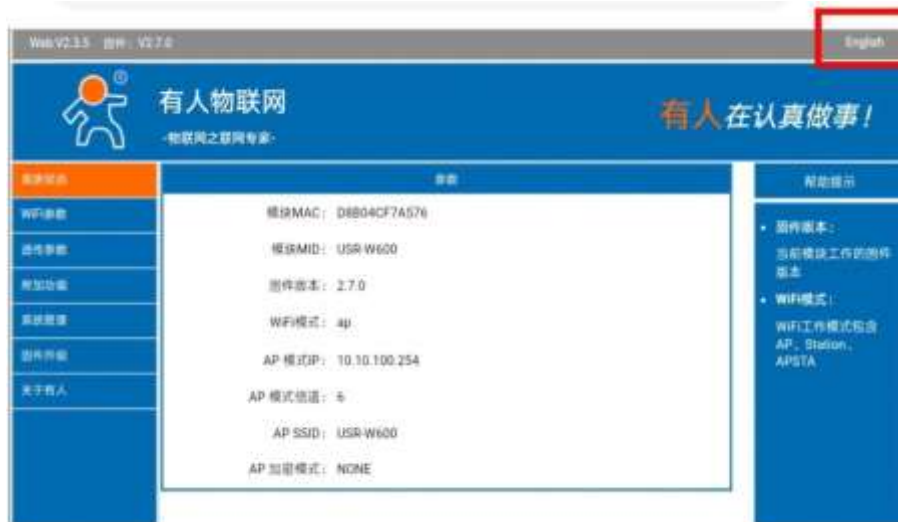 Web V2.3.5 固件：V2.7.0
English
有人物联网
-物联网之联网专家-
有人在认真做事！
系统状态
WiFi参数
透传参数
附加功能
系统管理
固件升级
关于有人
参数
模块MAC： D8B04CF7A576
模块MID： USR-W600
固件版本： 2.7.0
WiFi模式： ap
AP 模式IP： 10.10.100.254
AP 模式信道： 6
AP SSID： USR-W600
AP 加密模式： NONE
帮助提示
• 固件版本：
当前模块工作的固件
版本
• WiFi模式：
WiFi工作模式包含
AP、Station、
APSTA